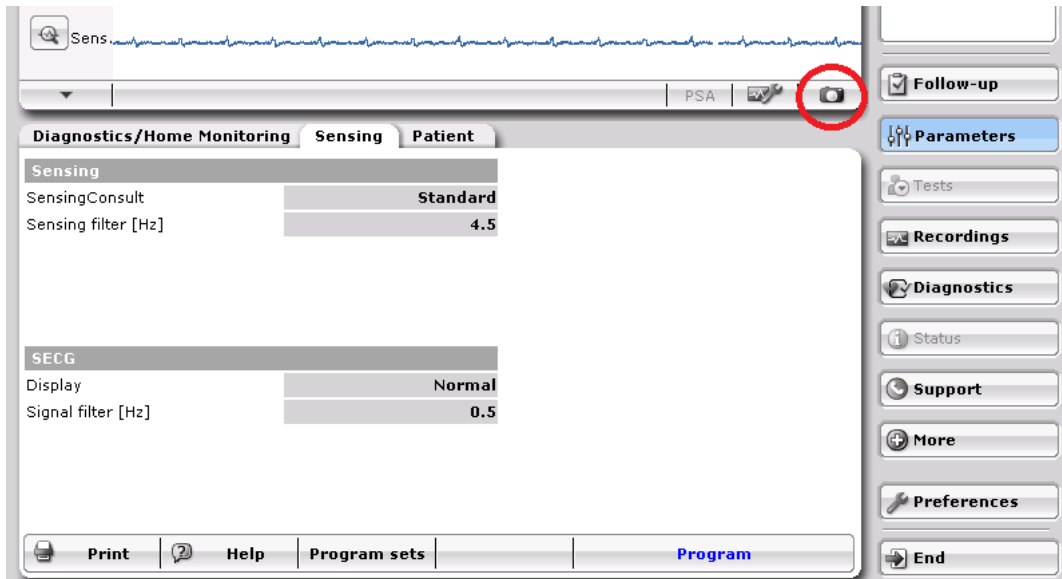 Sens.
PSA
Follow-up
Diagnostics/Home Monitoring Sensing Patient
Parameters
Sensing
SensingConsult Standard
Sensing filter [Hz] 4.5
Tests
Recordings
Diagnostics
SECG
Display Normal
Signal filter [Hz] 0.5
Status
Support
More
Preferences
Print Help Program sets Program
End